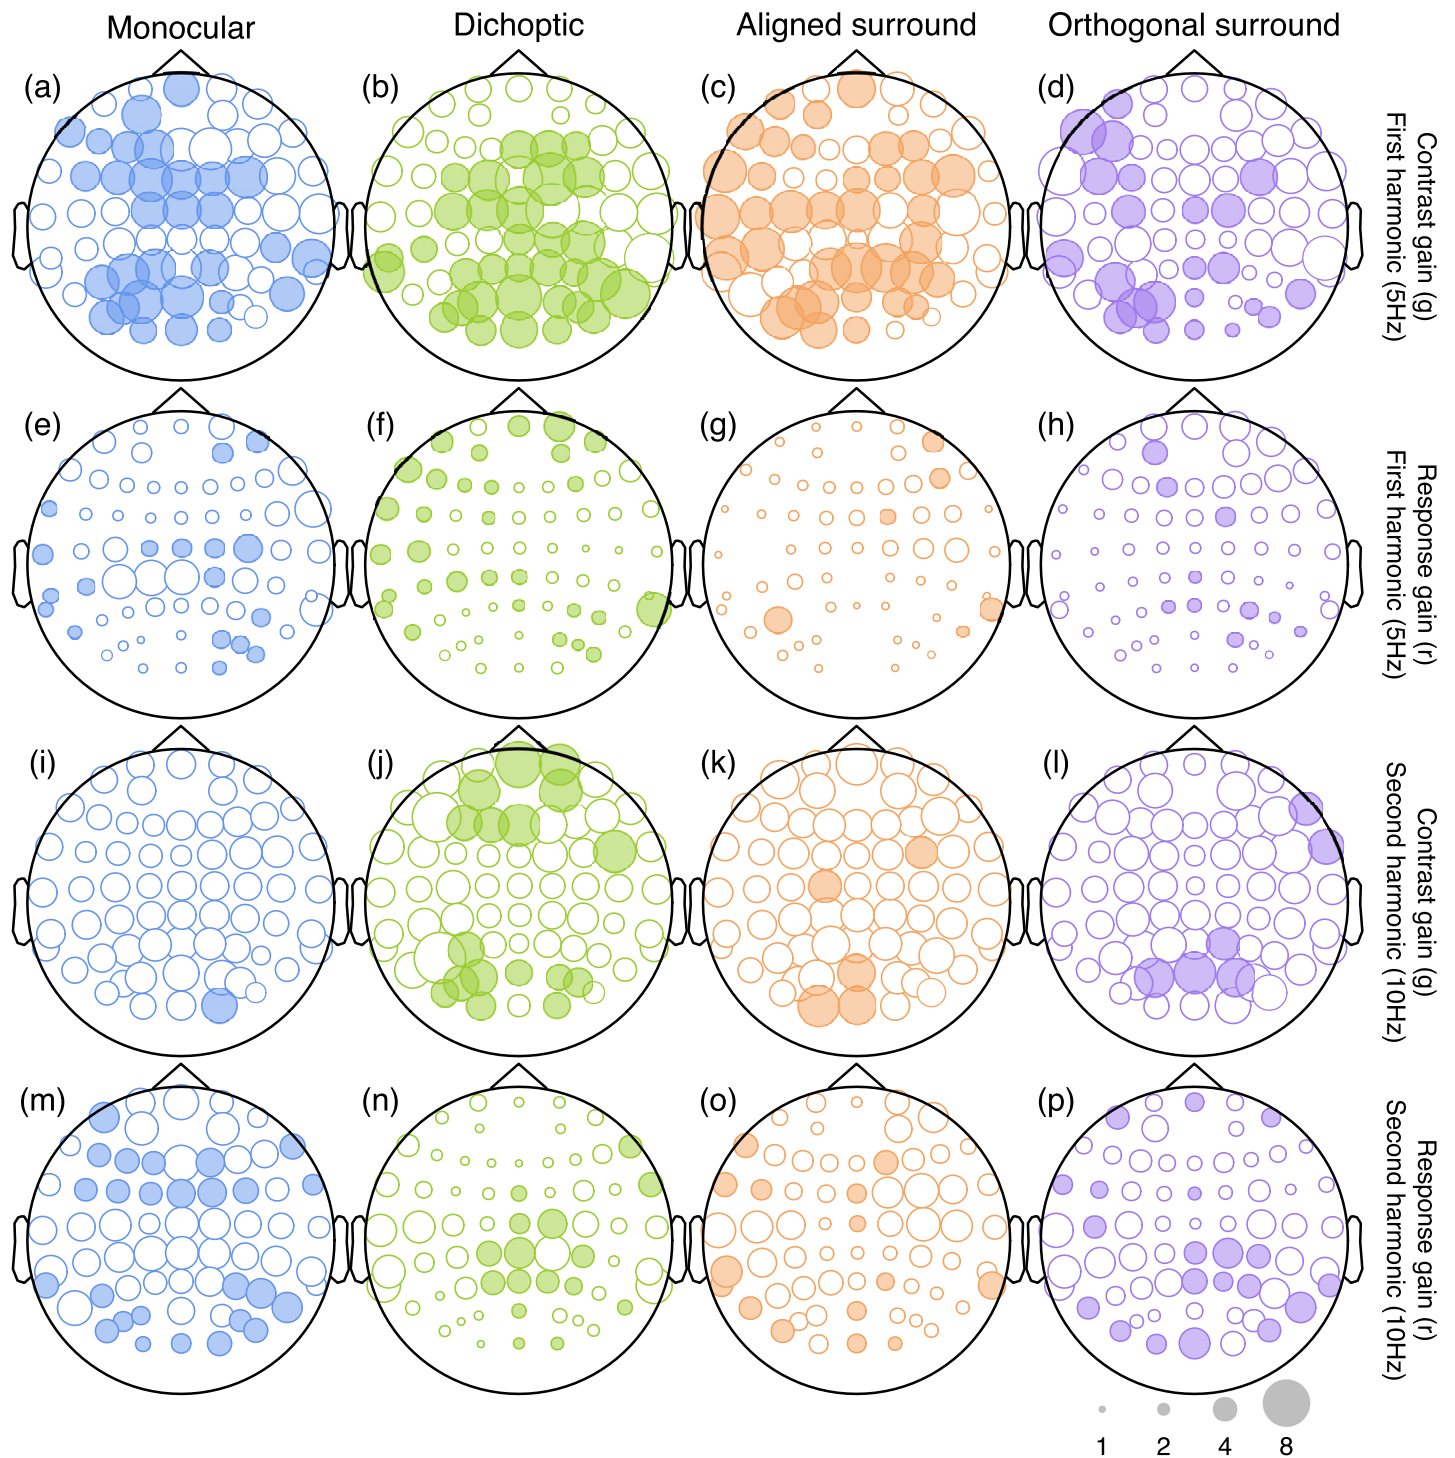 Monocular
Dichoptic
Aligned surround
Orthogonal surround
(a)
(b)
(c)
(d)
Contrast gain (g)
First harmonic (5Hz)
(e)
(f)
(g)
(h)
Response gain (r)
First harmonic (5Hz)
(i)
(j)
(k)
(l)
Contrast gain (g)
Second harmonic (10Hz)
(m)
(n)
(o)
(p)
Response gain (r)
Second harmonic (10Hz)
1
2
4
8